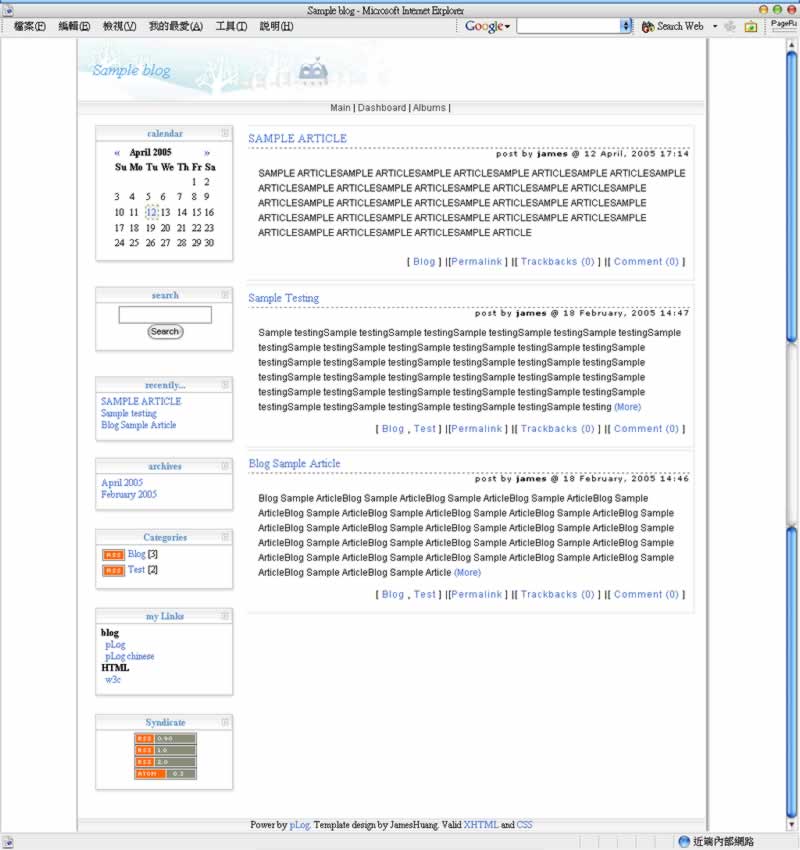 Sample blog - Microsoft Internet Explorer
檔案(F) 編輯(E) 檢視(V) 我的最愛(A) 工具(T) 說明(H) Google Search Web PageRa
Sample blog
Main | Dashboard | Albums |
calendar
« April 2005 »
Su Mo Tu We Th Fr Sa
1 2
3 4 5 6 7 8 9
10 11 12 13 14 15 16
17 18 19 20 21 22 23
24 25 26 27 28 29 30
search
Search
recently...
SAMPLE ARTICLE
Sample testing
Blog Sample Article
archives
April 2005
February 2005
Categories
RSS Blog [3]
RSS Test [2]
my Links
blog
pLog
pLog chinese
HTML
w3c
Syndicate
RSS 0.90
RSS 1.0
RSS 2.0
ATOM 0.3
SAMPLE ARTICLE
post by james @ 12 April, 2005 17:14
SAMPLE ARTICLESAMPLE ARTICLESAMPLE ARTICLESAMPLE ARTICLESAMPLE ARTICLESAMPLE
ARTICLESAMPLE ARTICLESAMPLE ARTICLESAMPLE ARTICLESAMPLE ARTICLESAMPLE
ARTICLESAMPLE ARTICLESAMPLE ARTICLESAMPLE ARTICLESAMPLE ARTICLESAMPLE
ARTICLESAMPLE ARTICLESAMPLE ARTICLESAMPLE ARTICLESAMPLE ARTICLESAMPLE
ARTICLESAMPLE ARTICLESAMPLE ARTICLESAMPLE ARTICLE
[ Blog ] |[Permalink ] |[ Trackbacks (0) ] |[ Comment (0) ]
Sample Testing
post by james @ 18 February, 2005 14:47
Sample testingSample testingSample testingSample testingSample testingSample testingSample
testingSample testingSample testingSample testingSample testingSample testingSample
testingSample testingSample testingSample testingSample testingSample testingSample
testingSample testingSample testingSample testingSample testingSample testingSample
testingSample testingSample testingSample testingSample testingSample testingSample
testingSample testingSample testingSample testingSample testingSample testing (More)
[ Blog , Test ] |[Permalink ] |[ Trackbacks (0) ] |[ Comment (0) ]
Blog Sample Article
post by james @ 18 February, 2005 14:46
Blog Sample ArticleBlog Sample ArticleBlog Sample ArticleBlog Sample ArticleBlog Sample
ArticleBlog Sample ArticleBlog Sample ArticleBlog Sample ArticleBlog Sample ArticleBlog Sample
ArticleBlog Sample ArticleBlog Sample ArticleBlog Sample ArticleBlog Sample ArticleBlog Sample
ArticleBlog Sample ArticleBlog Sample ArticleBlog Sample ArticleBlog Sample ArticleBlog Sample
ArticleBlog Sample ArticleBlog Sample ArticleBlog Sample ArticleBlog Sample ArticleBlog Sample
ArticleBlog Sample ArticleBlog Sample Article (More)
[ Blog , Test ] |[Permalink ] |[ Trackbacks (0) ] |[ Comment (0) ]
Power by pLog. Template design by JamesHuang. Valid XHTML and CSS
近端內部網路